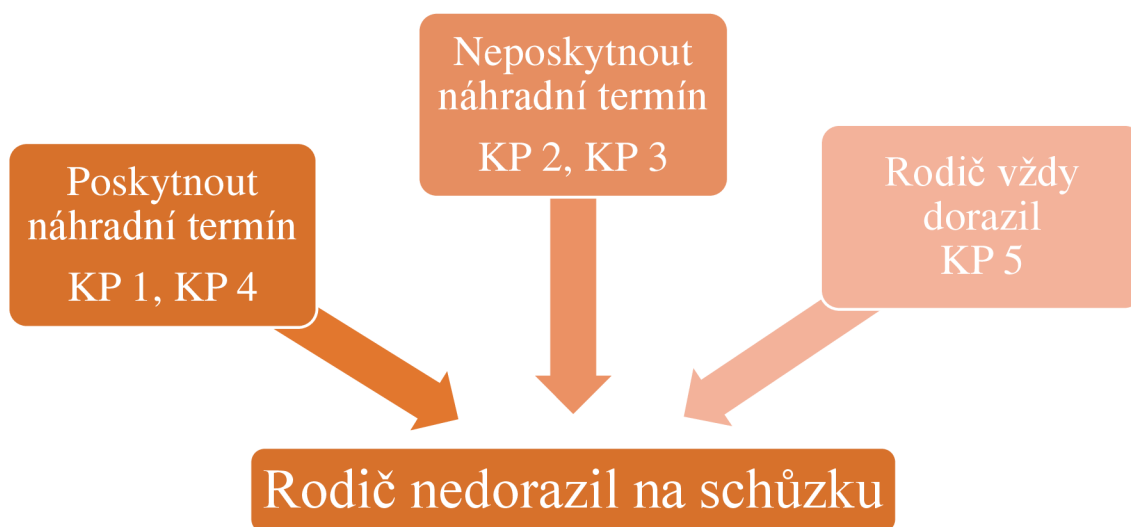 Poskytnout
náhradní termín
KP 1, KP 4
Neposkytnout
náhradní termín
KP 2, KP 3
Rodič vždy
dorazil
KP 5
Rodič nedorazil na schůzku